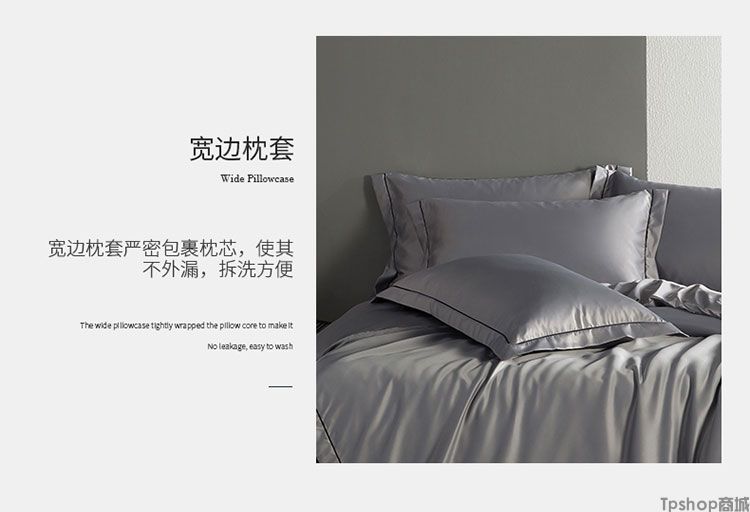 宽边枕套
Wide Pillowcase
宽边枕套严密包裹枕芯，使其
不外漏，拆洗方便
The wide pillowcase tightly wrapped the pillow core to make it
No leakage, easy to wash
Tpshop商城